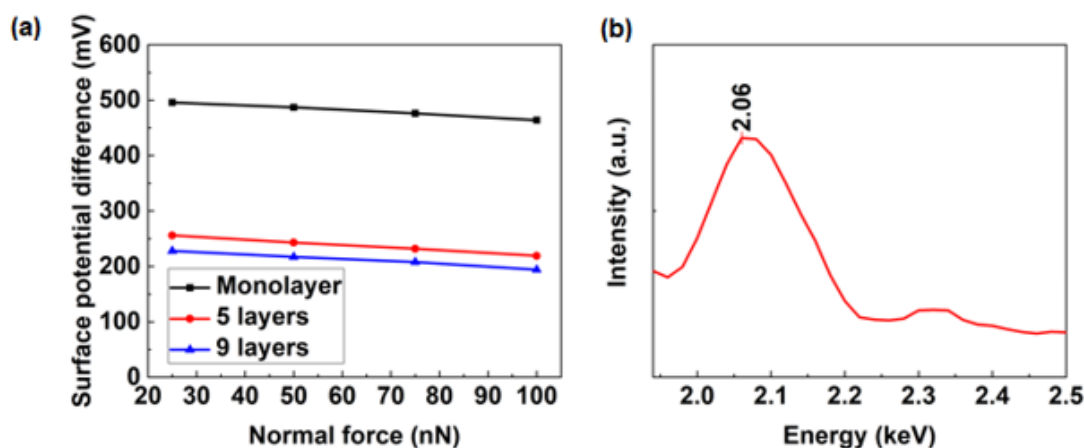 (a)
Surface potential difference (mV)
600
500
400
300
200
100
0
Monolayer
5 layers
9 layers
20 30 40 50 60 70 80 90 100
Normal force (nN)
(b)
Intensity (a.u.)
2.06
2.0 2.1 2.2 2.3 2.4 2.5
Energy (keV)